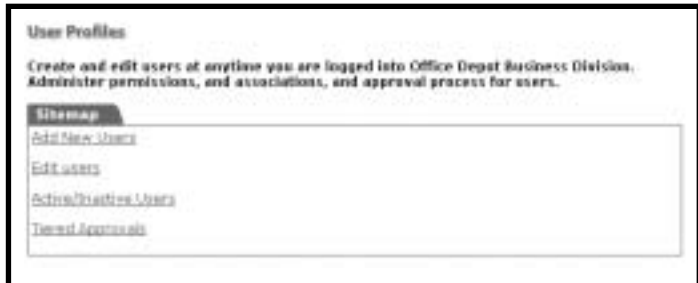 User Profiles
Create and edit users at anytime you are logged into Office Depot Business Division.
Administer permissions, and associations, and approval process for users.
Sitemap
Add New Users
Edit users
Active/Inactive Users
Tiered Approvals